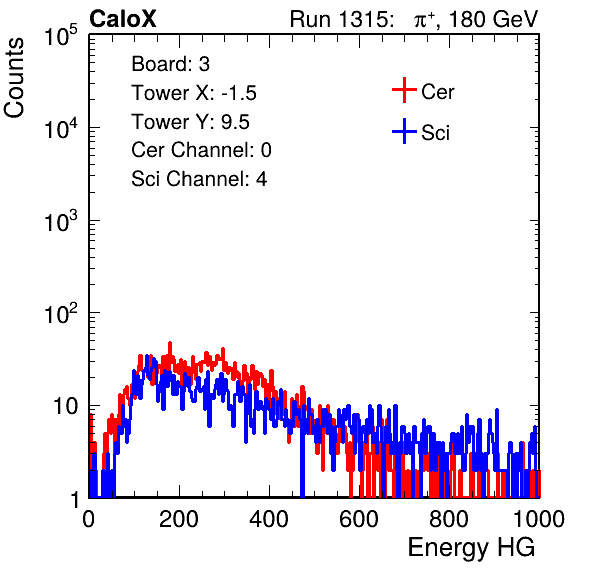 CaloX Run 1315: π⁺, 180 GeV
Counts
10⁵
10⁴
10³
10²
10
1
Board: 3
Tower X: -1.5
Tower Y: 9.5
Cer Channel: 0
Sci Channel: 4
Cer
Sci
0 200 400 600 800 1000
Energy HG